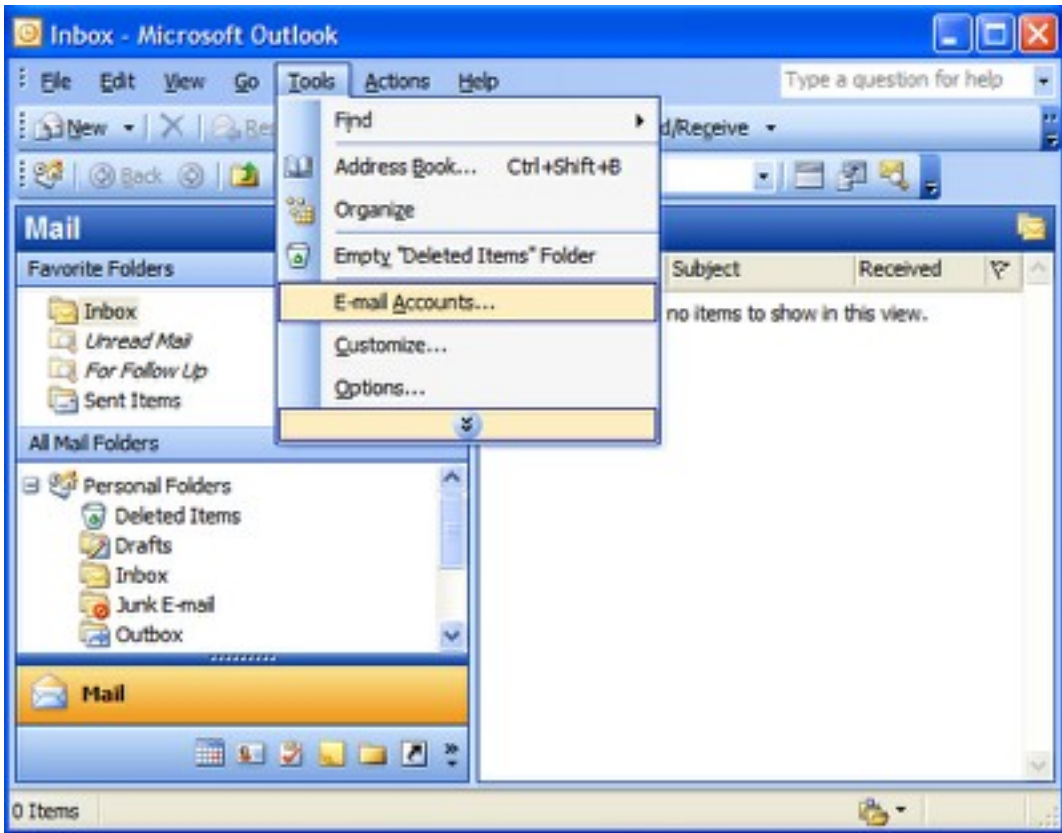 Inbox - Microsoft Outlook
File Edit View Go Tools Actions Help Type a question for help
New Re d/Receive
Back
Find
Address Book... Ctrl+Shift+B
Organize
Empty "Deleted Items" Folder
E-mail Accounts...
Customize...
Options...
Mail
Favorite Folders
Inbox
Unread Mail
For Follow Up
Sent Items
All Mail Folders
Personal Folders
Deleted Items
Drafts
Inbox
Junk E-mail
Outbox
Mail
Subject Received
no items to show in this view.
0 Items